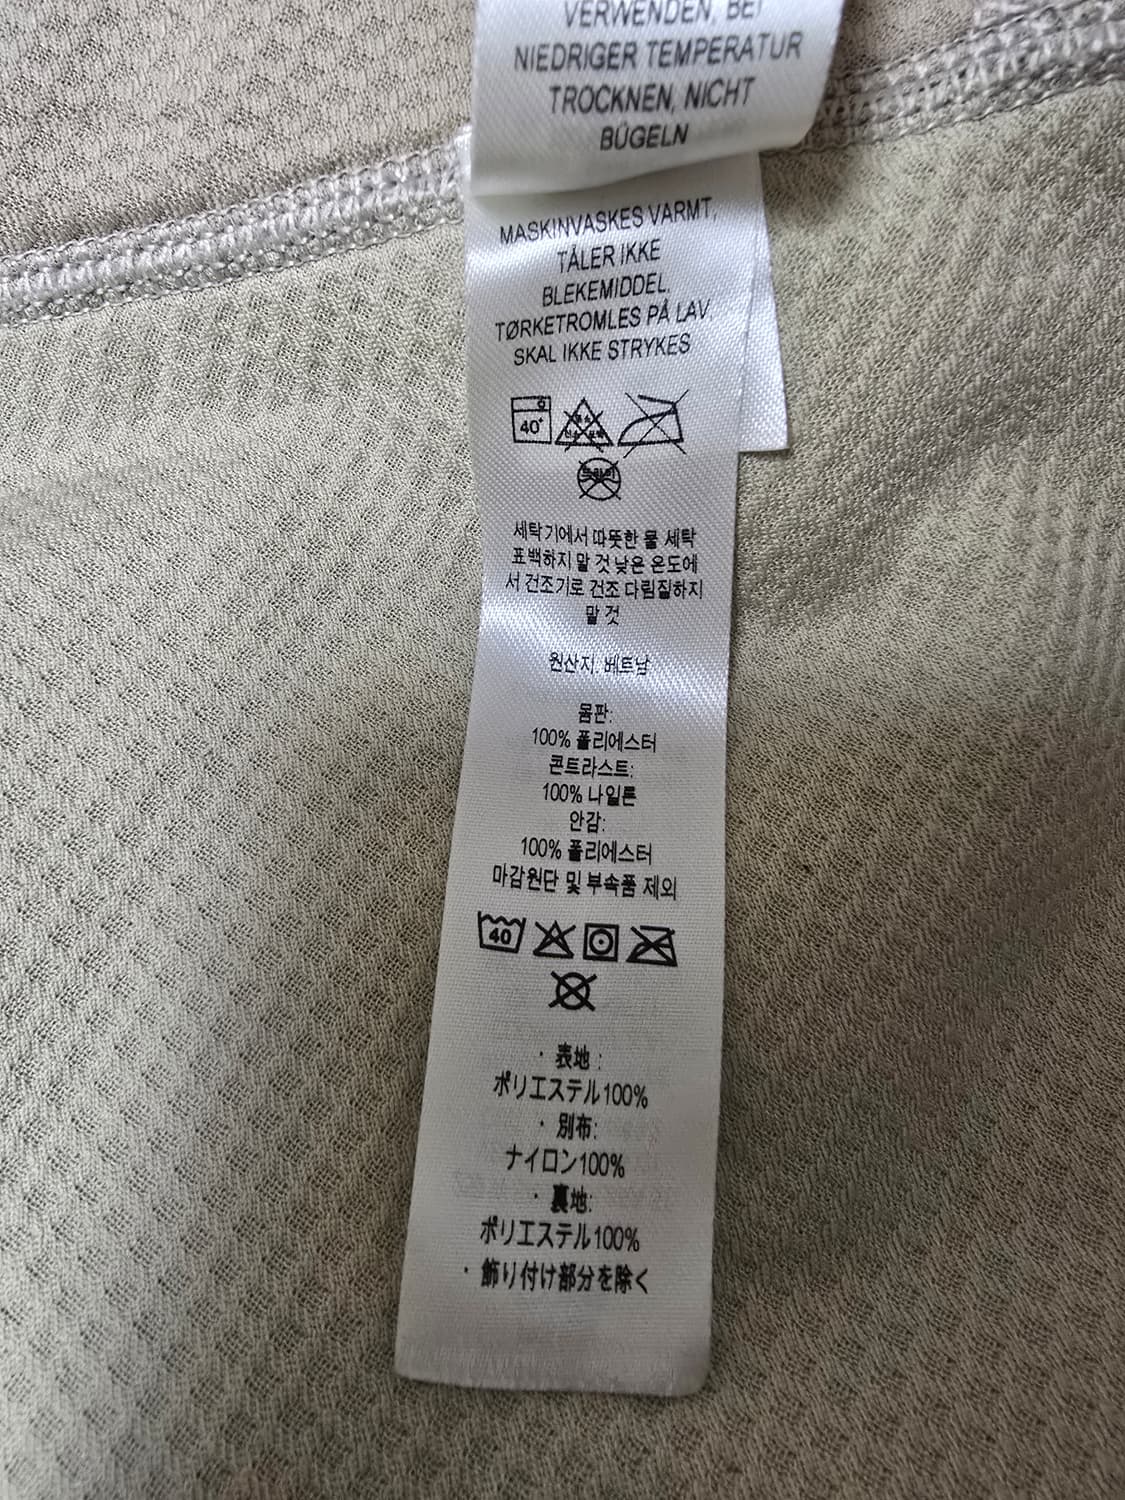 VERWENDEN, BEI
NIEDRIGER TEMPERATUR
TROCKNEN, NICHT
BÜGELN
MASKINVASKES VARMT,
TÅLER IKKE
BLEKEMIDDEL,
TØRKETROMLES PÅ LAV,
SKAL IKKE STRYKES
40°
드라이
세탁기에서 따뜻한 물 세탁
표백하지 말 것 낮은 온도에
서 건조기로 건조 다림질하지
말 것
원산지: 베트남
몸판:
100% 폴리에스터
콘트라스트:
100% 나일론
안감:
100% 폴리에스터
마감원단 및 부속품 제외
40
・表地：
ポリエステル100%
・別布:
ナイロン100%
・裏地:
ポリエステル100%
・飾り付け部分を除く